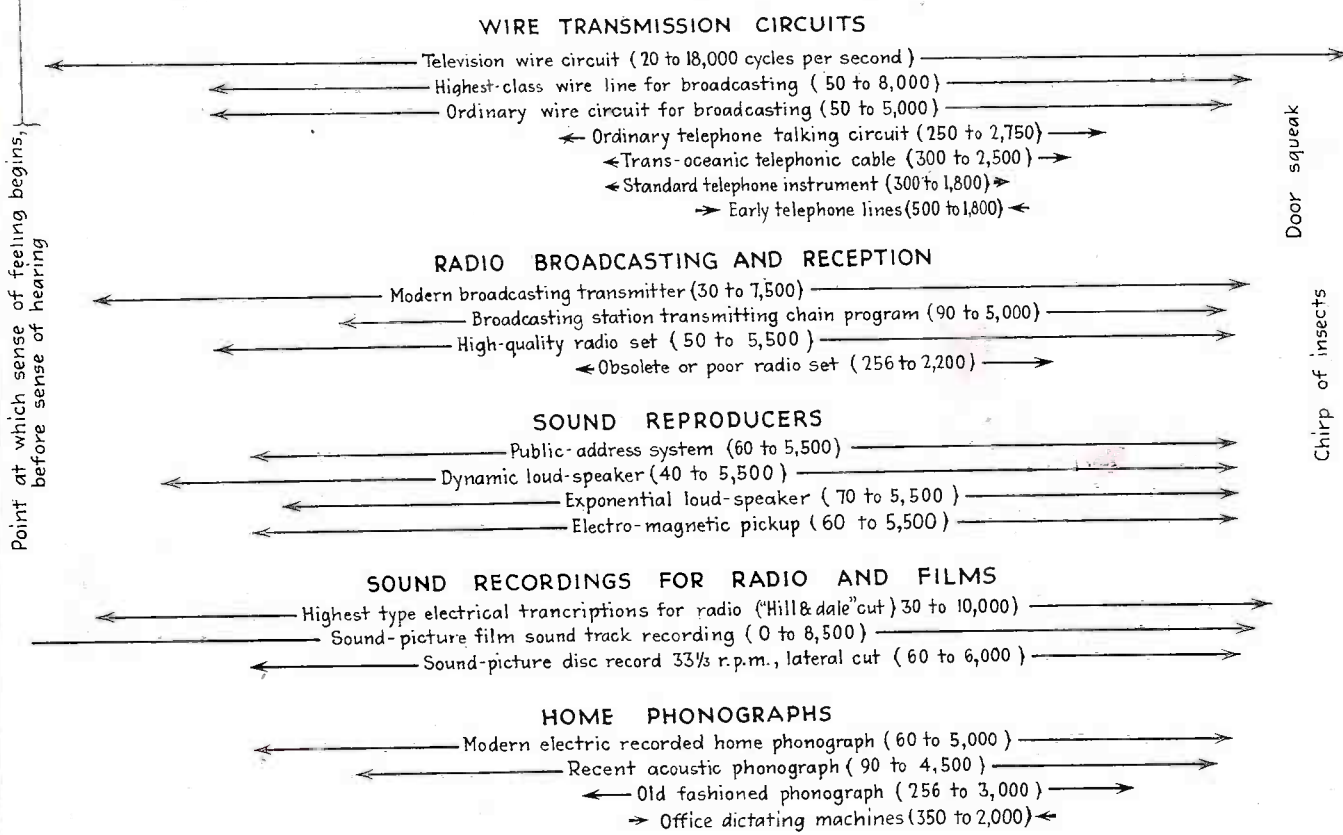 WIRE TRANSMISSION CIRCUITS
Television wire circuit (20 to 18,000 cycles per second)
Highest-class wire line for broadcasting (50 to 8,000)
Ordinary wire circuit for broadcasting (50 to 5,000)
Ordinary telephone talking circuit (250 to 2,750)
Trans-oceanic telephonic cable (300 to 2,500)
Standard telephone instrument (300 to 1,800)
Early telephone lines (500 to 1,800)
RADIO BROADCASTING AND RECEPTION
Modern broadcasting transmitter (30 to 7,500)
Broadcasting station transmitting chain program (90 to 5,000)
High-quality radio set (50 to 5,500)
Obsolete or poor radio set (256 to 2,200)
SOUND REPRODUCERS
Public-address system (60 to 5,500)
Dynamic loud-speaker (40 to 5,500)
Exponential loud-speaker (70 to 5,500)
Electro-magnetic pickup (60 to 5,500)
SOUND RECORDINGS FOR RADIO AND FILMS
Highest type electrical trancriptions for radio ("Hill & dale" cut) 30 to 10,000)
Sound-picture film sound track recording (0 to 8,500)
Sound-picture disc record 33⅓ r.p.m., lateral cut (60 to 6,000)
HOME PHONOGRAPHS
Modern electric recorded home phonograph (60 to 5,000)
Recent acoustic phonograph (90 to 4,500)
Old fashioned phonograph (256 to 3,000)
Office dictating machines (350 to 2,000)
Point at which sense of feeling begins,
before sense of hearing
Door squeak
Chirp of insects